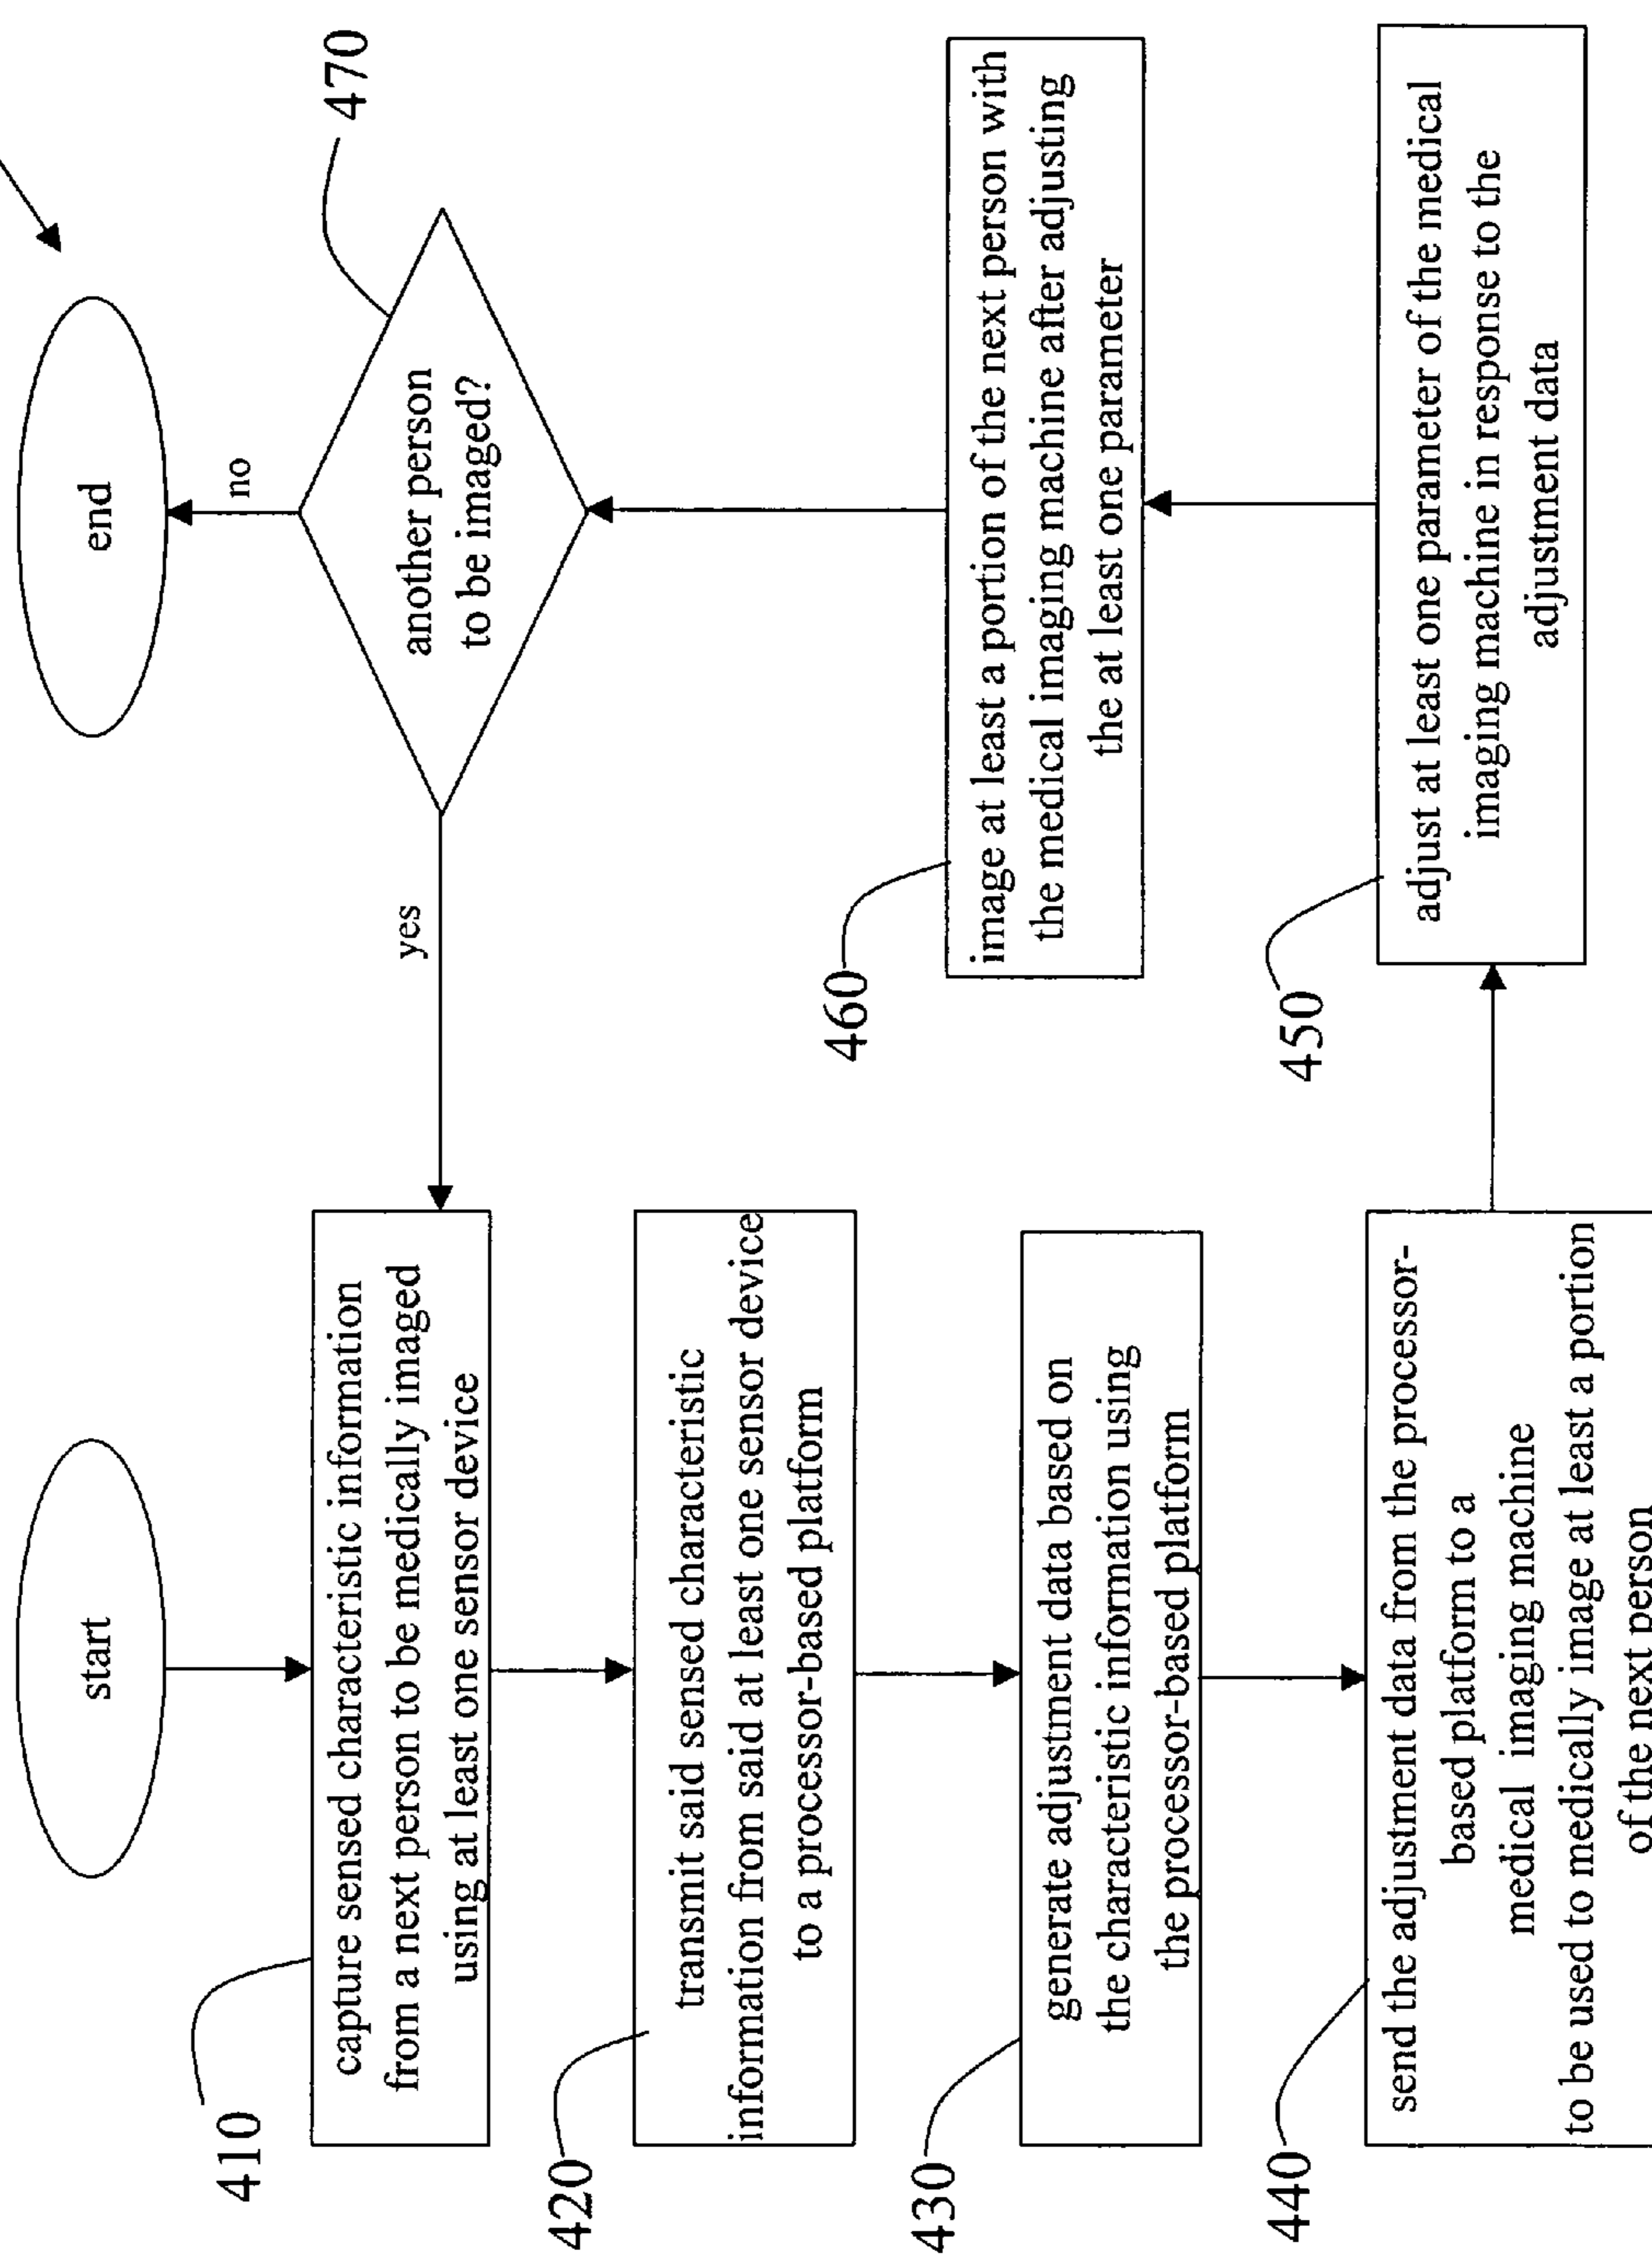 start
410
capture sensed characteristic information
from a next person to be medically imaged
using at least one sensor device
420
transmit said sensed characteristic
information from said at least one sensor device
to a processor-based platform
430
generate adjustment data based on
the characteristic information using
the processor-based platform
440
send the adjustment data from the processor-
based platform to a
medical imaging machine
to be used to medically image at least a portion
of the next person
450
adjust at least one parameter of the medical
imaging machine in response to the
adjustment data
460
image at least a portion of the next person with
the medical imaging machine after adjusting
the at least one parameter
470
another person
to be imaged?
yes
no
end